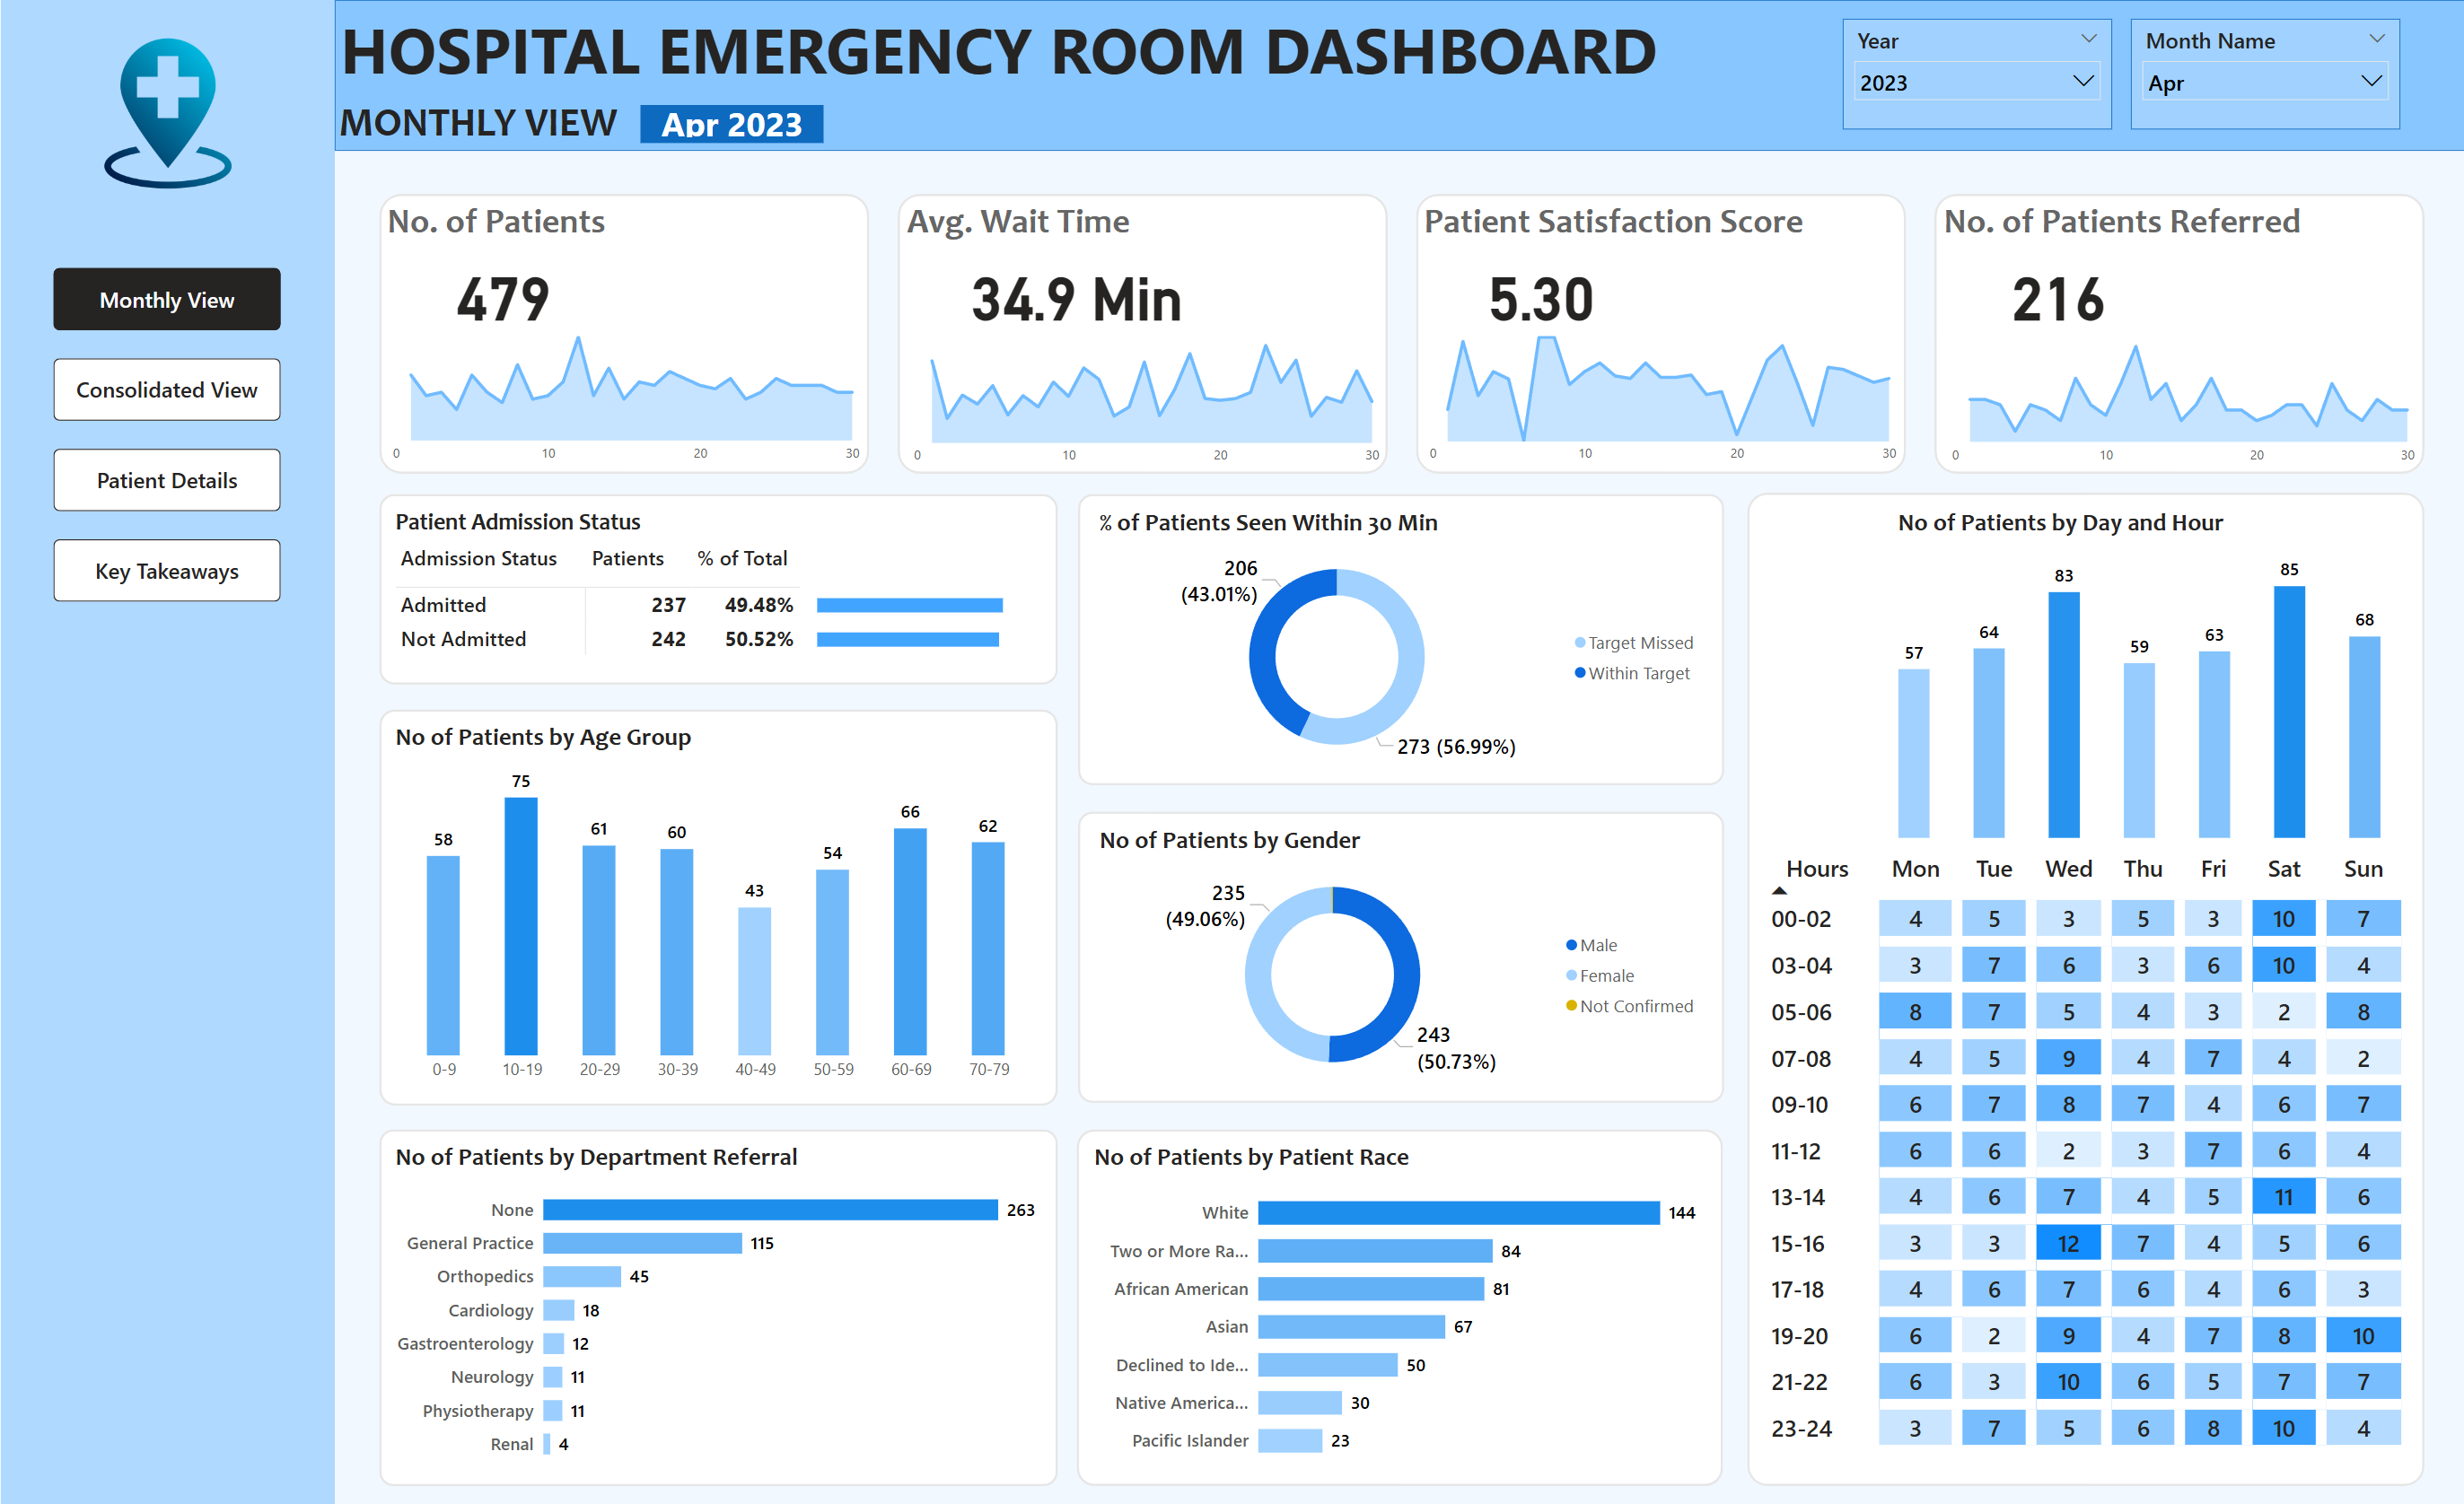 HOSPITAL EMERGENCY ROOM DASHBOARD
MONTHLY VIEW Apr 2023
Year
2023
Month Name
Apr
Monthly View
Consolidated View
Patient Details
Key Takeaways
No. of Patients
479
0 10 20 30
Avg. Wait Time
34.9 Min
0 10 20 30
Patient Satisfaction Score
5.30
0 10 20 30
No. of Patients Referred
216
0 10 20 30
Patient Admission Status
Admission Status Patients % of Total
Admitted 237 49.48%
Not Admitted 242 50.52%
% of Patients Seen Within 30 Min
206
(43.01%)
273 (56.99%)
Target Missed
Within Target
No of Patients by Age Group
58 75 61 60 43 54 66 62
0-9 10-19 20-29 30-39 40-49 50-59 60-69 70-79
No of Patients by Gender
235
(49.06%)
243
(50.73%)
Male
Female
Not Confirmed
No of Patients by Department Referral
None 263
General Practice 115
Orthopedics 45
Cardiology 18
Gastroenterology 12
Neurology 11
Physiotherapy 11
Renal 4
No of Patients by Patient Race
White 144
Two or More Ra... 84
African American 81
Asian 67
Declined to Ide... 50
Native America... 30
Pacific Islander 23
No of Patients by Day and Hour
57 64 83 59 63 85 68
Hours Mon Tue Wed Thu Fri Sat Sun
00-02 4 5 3 5 3 10 7
03-04 3 7 6 3 6 10 4
05-06 8 7 5 4 3 2 8
07-08 4 5 9 4 7 4 2
09-10 6 7 8 7 4 6 7
11-12 6 6 2 3 7 6 4
13-14 4 6 7 4 5 11 6
15-16 3 3 12 7 4 5 6
17-18 4 6 7 6 4 6 3
19-20 6 2 9 4 7 8 10
21-22 6 3 10 6 5 7 7
23-24 3 7 5 6 8 10 4